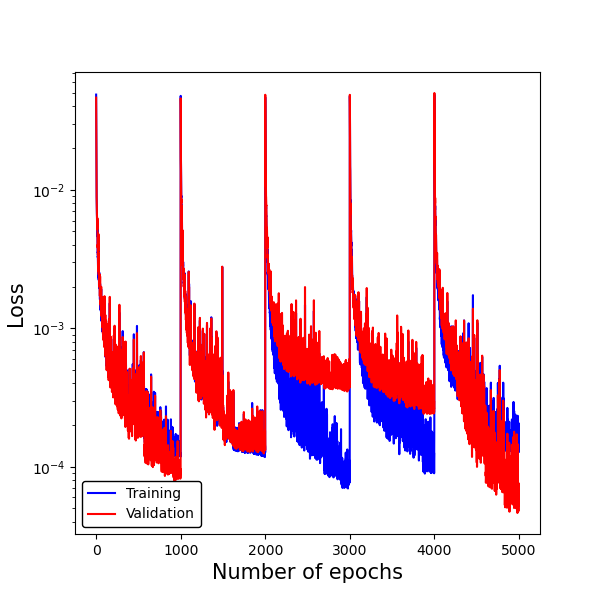 Loss
10⁻²
10⁻³
10⁻⁴
Training
Validation
0 1000 2000 3000 4000 5000
Number of epochs